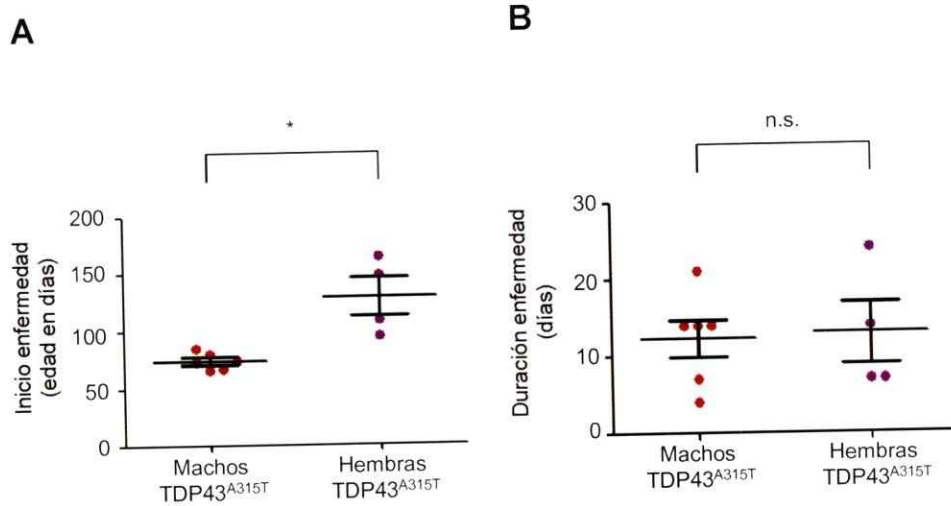 A
*
Inicio enfermedad
(edad en días)
200
150
100
50
0
Machos
TDP43A315T
Hembras
TDP43A315T
B
n.s.
Duración enfermedad
(días)
30
20
10
0
Machos
TDP43A315T
Hembras
TDP43A315T